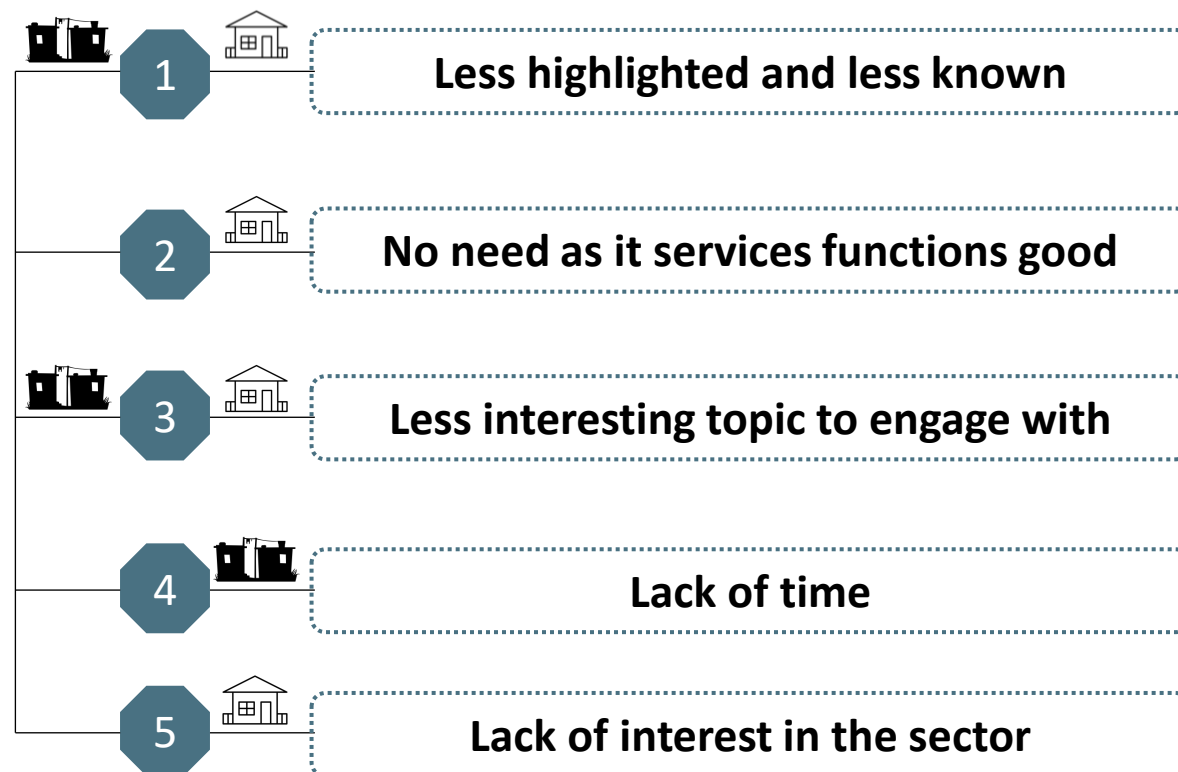 1
Less highlighted and less known
2
No need as it services functions good
3
Less interesting topic to engage with
4
Lack of time
5
Lack of interest in the sector